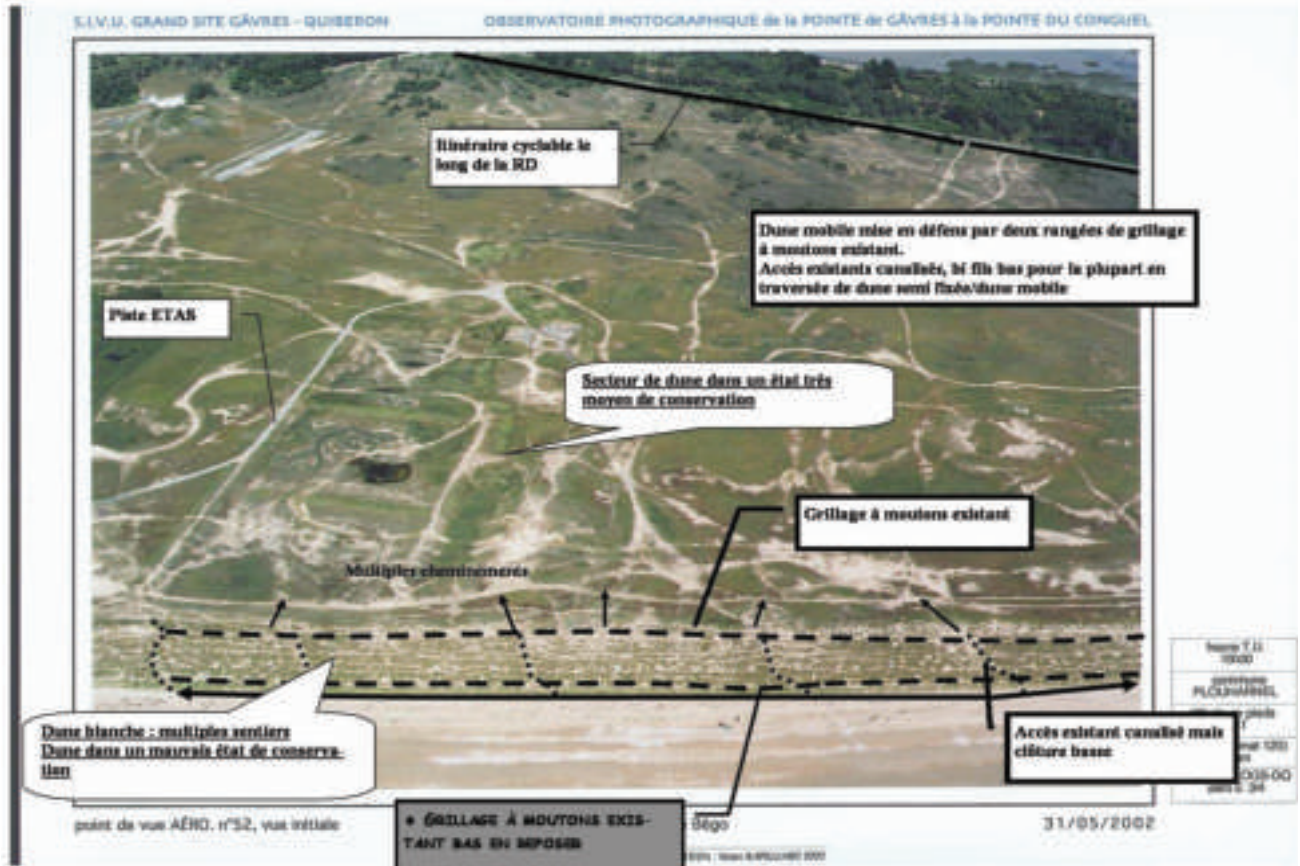 S.I.V.U. GRAND SITE GÂVRES - QUIBERON
OBSERVATOIRE PHOTOGRAPHIQUE de la POINTE de GÂVRES à la POINTE DU CONGUEL
Itinéraire cyclable le
long de la RD
Dune mobile mise en défens par deux rangées de grillage
à moutons existant.
Accès existants canalisés, bi fils bas pour la plupart en
traversée de dune semi fixée/dune mobile
Piste ETAS
Secteur de dune dans un état très
moyen de conservation
Grillage à moutons existant
Multiples cheminements
Dune blanche : multiples sentiers
Dune dans un mauvais état de conserva-
tion
Accès existant canalisé mais
clôture basse
heure T.U.
commune
PLOUHARNEL
• GRILLAGE À MOUTONS EXIS-
TANT BAS EN DEPOSER
point de vue AÉRO. n°52, vue initiale
Bégo
31/05/2002